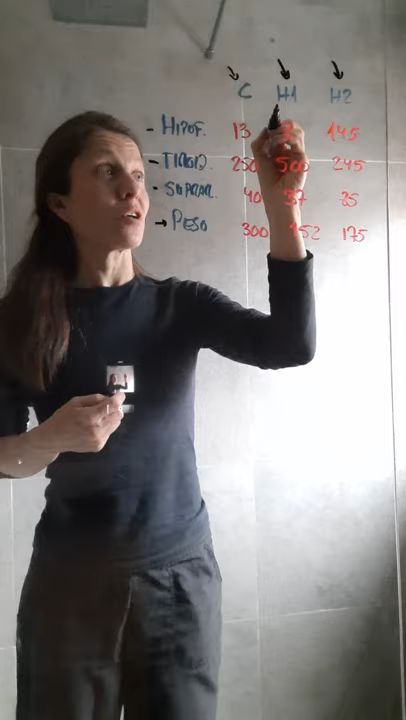 C H1 H2
- HIPOF. 13 145
- TIROID. 250 500 245
- SUPRAR. 40 37 35
→ PESO 300 152 175